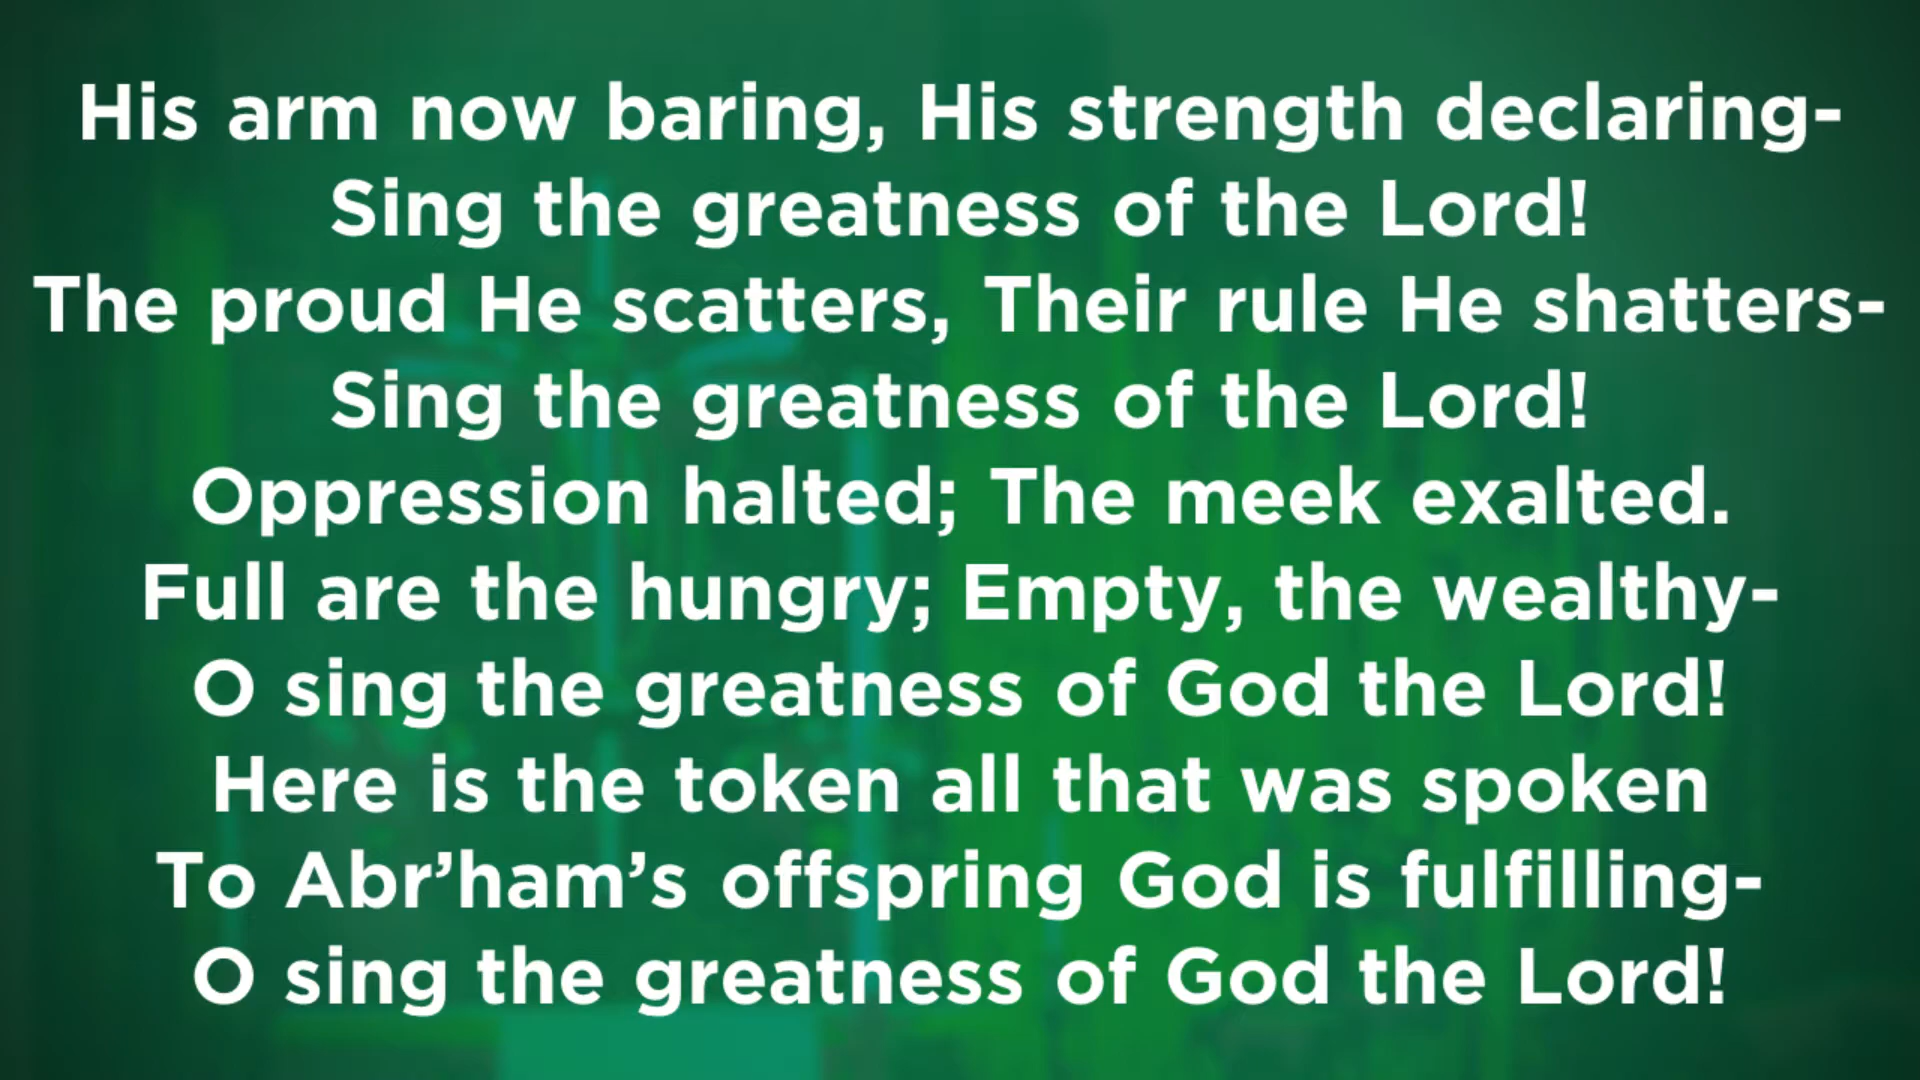 His arm now baring, His strength declaring-
Sing the greatness of the Lord!
The proud He scatters, Their rule He shatters-
Sing the greatness of the Lord!
Oppression halted; The meek exalted.
Full are the hungry; Empty, the wealthy-
O sing the greatness of God the Lord!
Here is the token all that was spoken
To Abr’ham’s offspring God is fulfilling-
O sing the greatness of God the Lord!